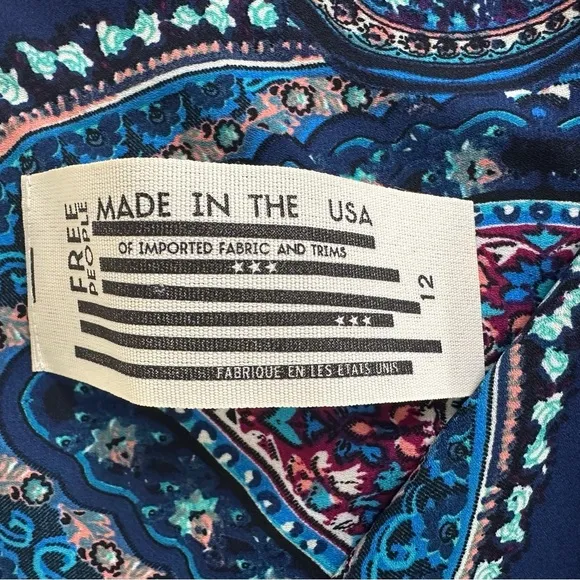 FREE
PEOPLE
MADE IN THE USA
OF IMPORTED FABRIC AND TRIMS
12
FABRIQUE EN LES ETATS UNIS